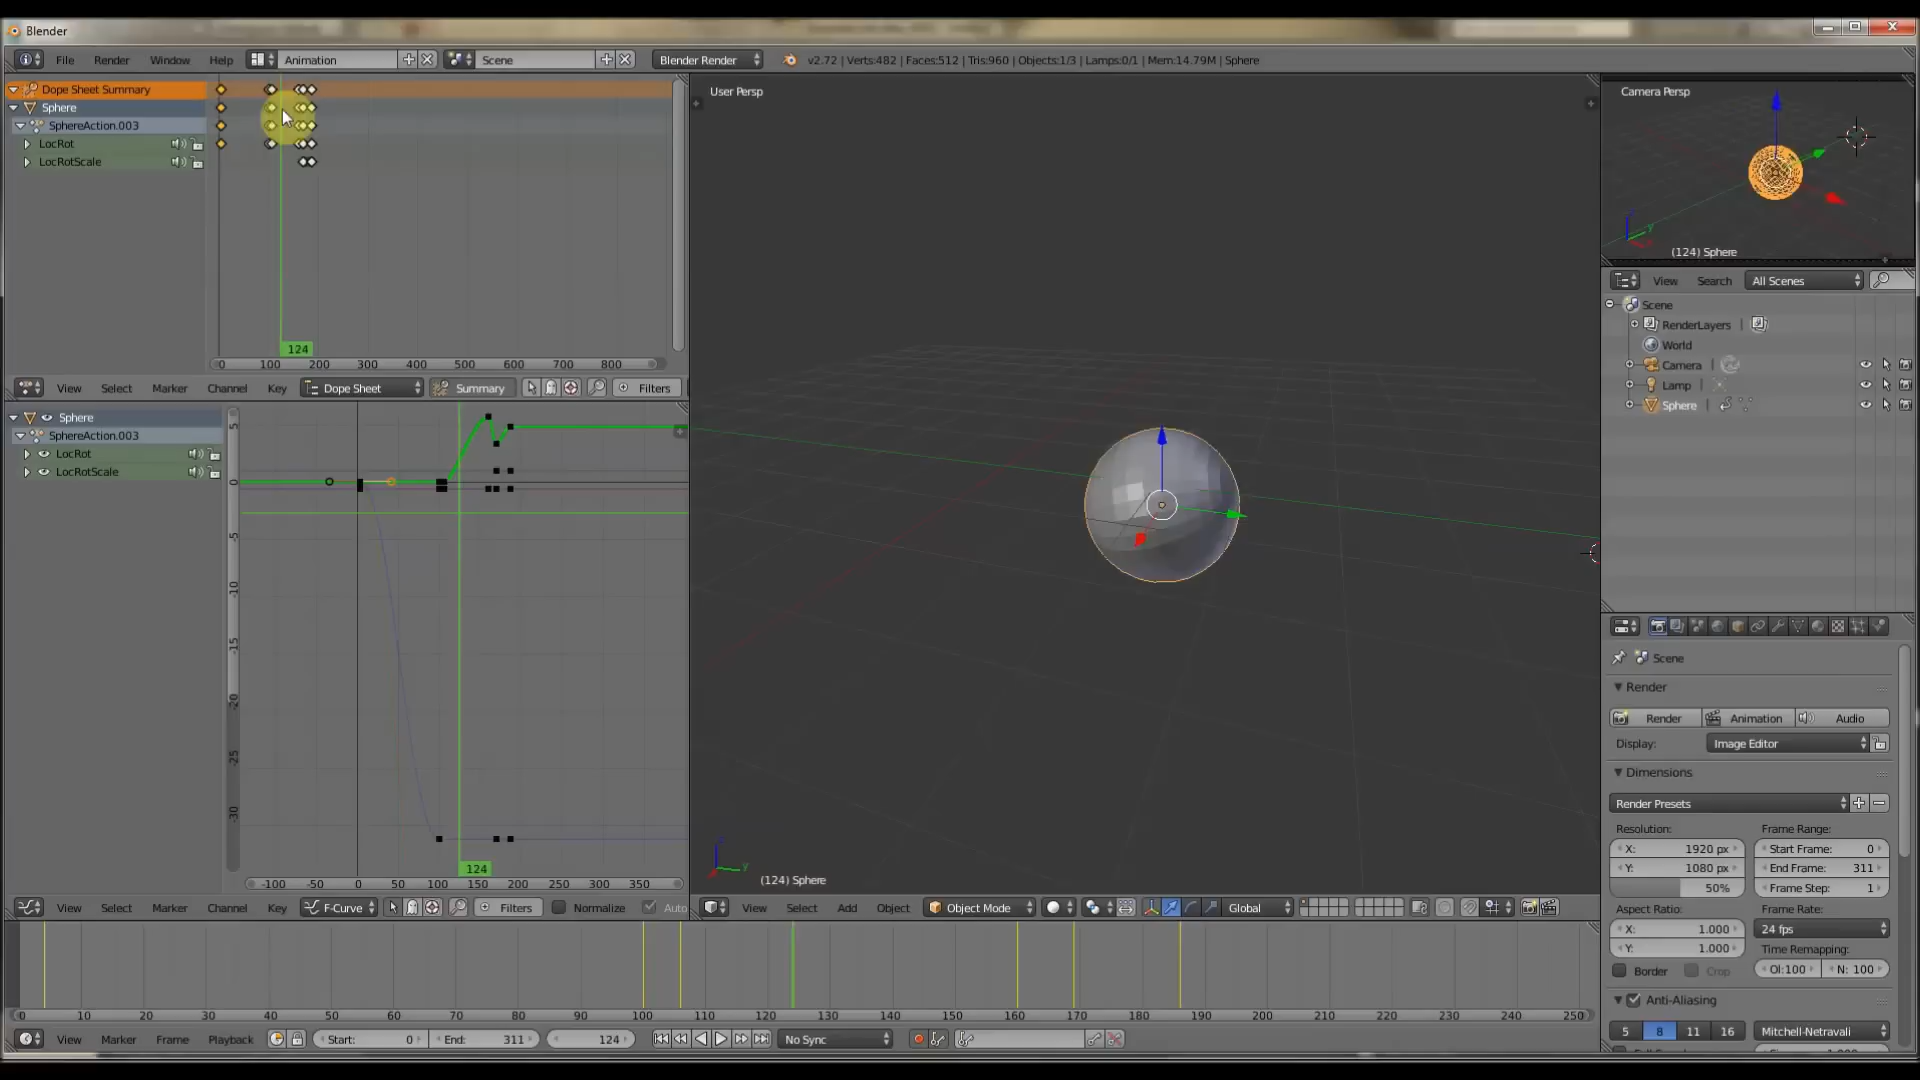 Blender
File Render Window Help Animation Scene Blender Render v2.72 | Verts:482 | Faces:512 | Tris:960 | Objects:1/3 | Lamps:0/1 | Mem:14.79M | Sphere
Dope Sheet Summary
Sphere
SphereAction.003
LocRot
LocRotScale
124
0 100 200 300 400 500 600 700 800
View Select Marker Channel Key Dope Sheet Summary Filters
Sphere
SphereAction.003
LocRot
LocRotScale
5
0
-5
-10
-15
-20
-25
-30
124
-100 -50 0 50 100 150 200 250 300 350
View Select Marker Channel Key F-Curve Filters Normalize Auto
User Persp
(124) Sphere
View Select Add Object Object Mode Global
Camera Persp
(124) Sphere
View Search All Scenes
Scene
RenderLayers
World
Camera
Lamp
Sphere
Scene
Render
Render Animation Audio
Display: Image Editor
Dimensions
Render Presets
Resolution: Frame Range:
X: 1920 px Start Frame: 0
Y: 1080 px End Frame: 311
50% Frame Step: 1
Aspect Ratio: Frame Rate:
X: 1.000 24 fps
Y: 1.000 Time Remapping:
Border Crop Ol:100 N: 100
Anti-Aliasing
5 8 11 16 Mitchell-Netravali
0 10 20 30 40 50 60 70 80 90 100 110 120 130 140 150 160 170 180 190 200 210 220 230 240 250
View Marker Frame Playback Start: 0 End: 311 124 No Sync